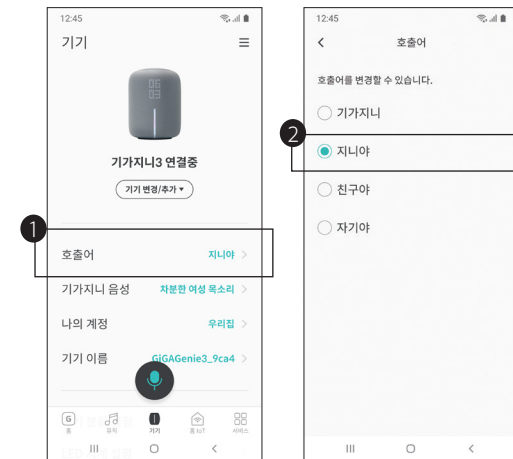 12:45
기기
06
03
기가지니3 연결중
기기 변경/추가 ▾
1
호출어 지니야 >
기가지니 음성 차분한 여성 목소리 >
나의 계정 우리집 >
기기 이름 GiGAGenie3_9ca4 >
G
홈 뮤직 기기 홈 IoT 서비스
12:45
호출어
호출어를 변경할 수 있습니다.
기가지니
2
지니야
친구야
자기야